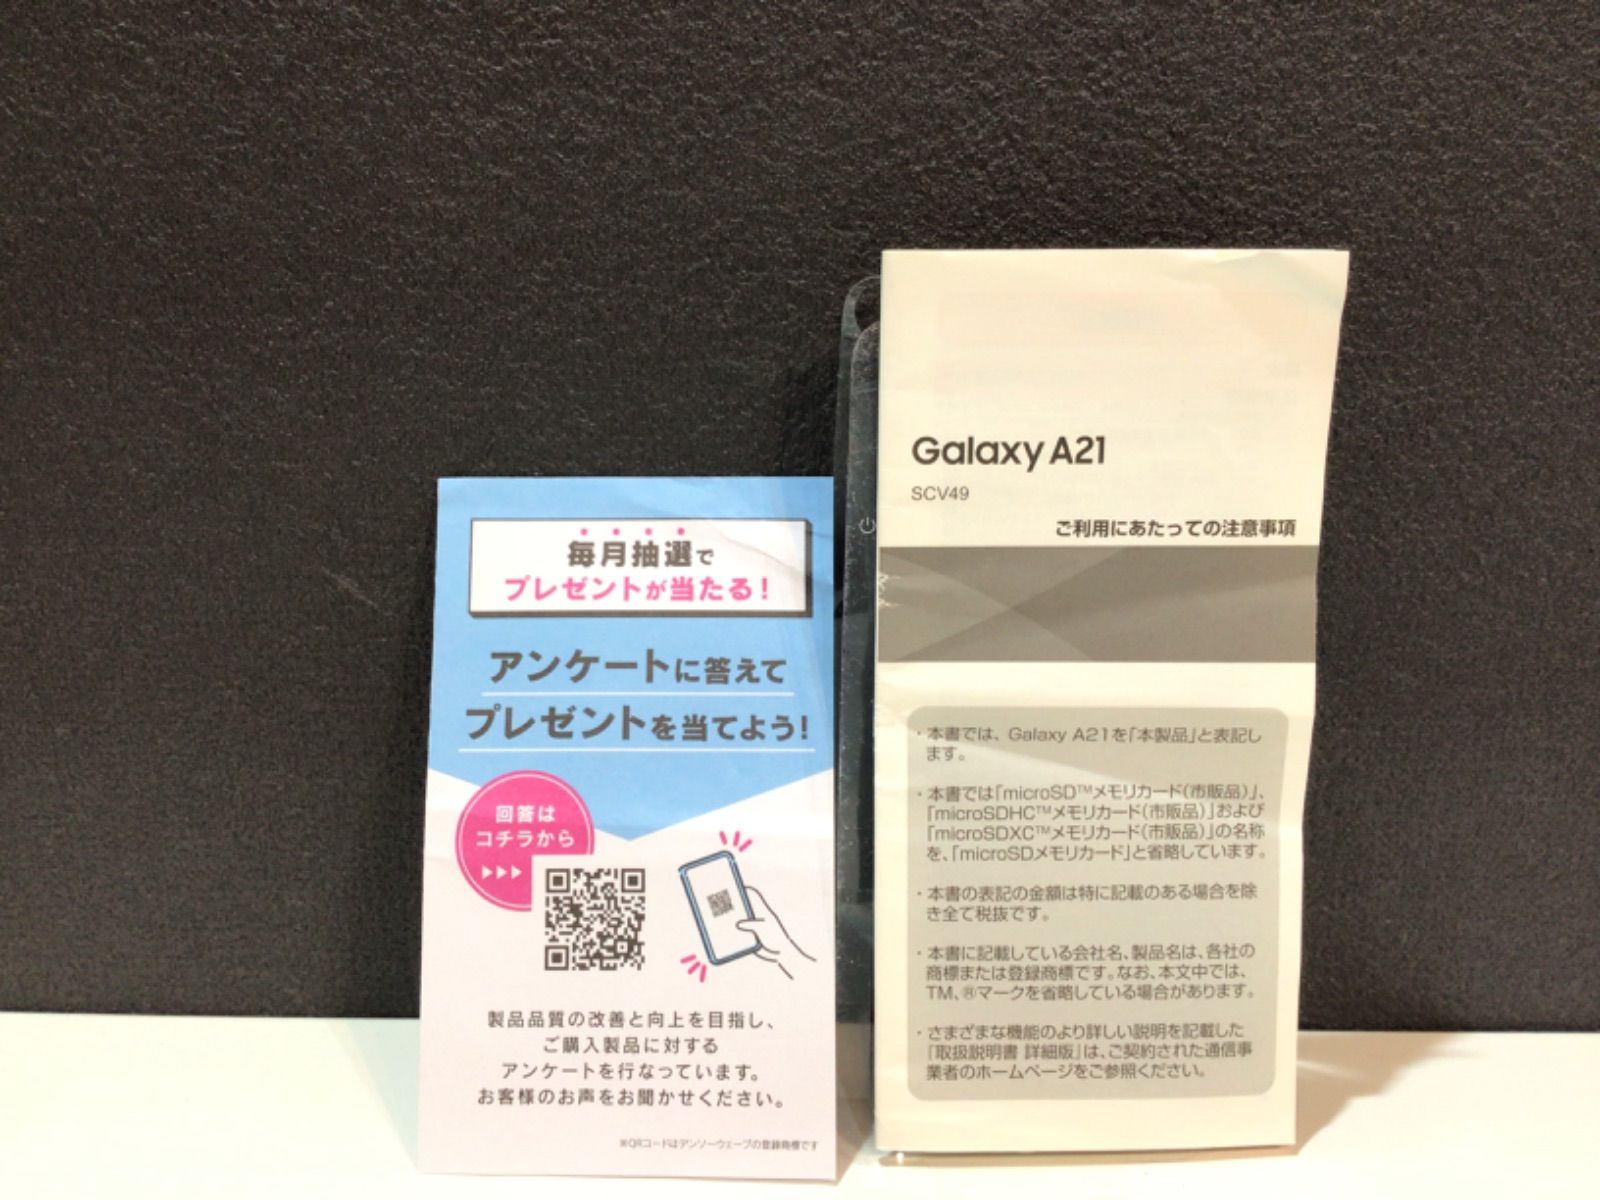 毎月抽選で
プレゼントが当たる！
アンケートに答えて
プレゼントを当てよう！
回答は
コチラから
製品品質の改善と向上を目指し、
ご購入製品に対する
アンケートを行なっています。
お客様のお声をお聞かせください。
※QRコードはデンソーウェーブの登録商標です
Galaxy A21
SCV49
ご利用にあたっての注意事項
・本書では、Galaxy A21を「本製品」と表記し
ます。
・本書では「microSD™メモリカード（市販品）」、
「microSDHC™メモリカード（市販品）」および
「microSDXC™メモリカード（市販品）」の名称
を、「microSDメモリカード」と省略しています。
・本書の表記の金額は特に記載のある場合を除
き全て税抜です。
・本書に記載している会社名、製品名は、各社の
商標または登録商標です。なお、本文中では、
TM、®マークを省略している場合があります。
・さまざまな機能のより詳しい説明を記載した
『取扱説明書 詳細版』は、ご契約された通信事
業者のホームページをご参照ください。